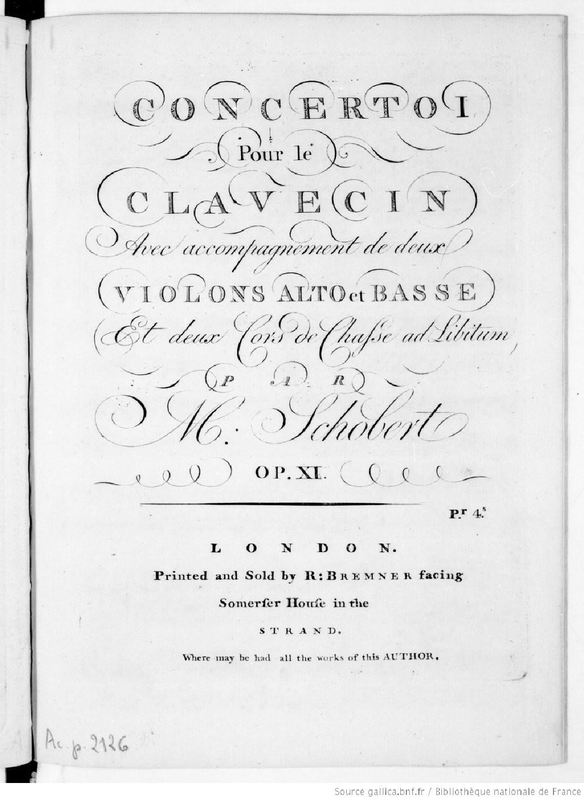 CONCERTO I
Pour le
CLAVECIN
Avec accompagnement de deux
VIOLONS ALTO et BASSE
Et deux Cors de Chaſse ad Libitum,
PAR
Mr. Schobert
OP. XI.
P.r 4.s
LONDON.
Printed and Sold by R: BREMNER facing
Somerſet Houſe in the
STRAND.
Where may be had all the works of this AUTHOR.
Ac. p. 2126
Source gallica.bnf.fr / Bibliothèque nationale de France